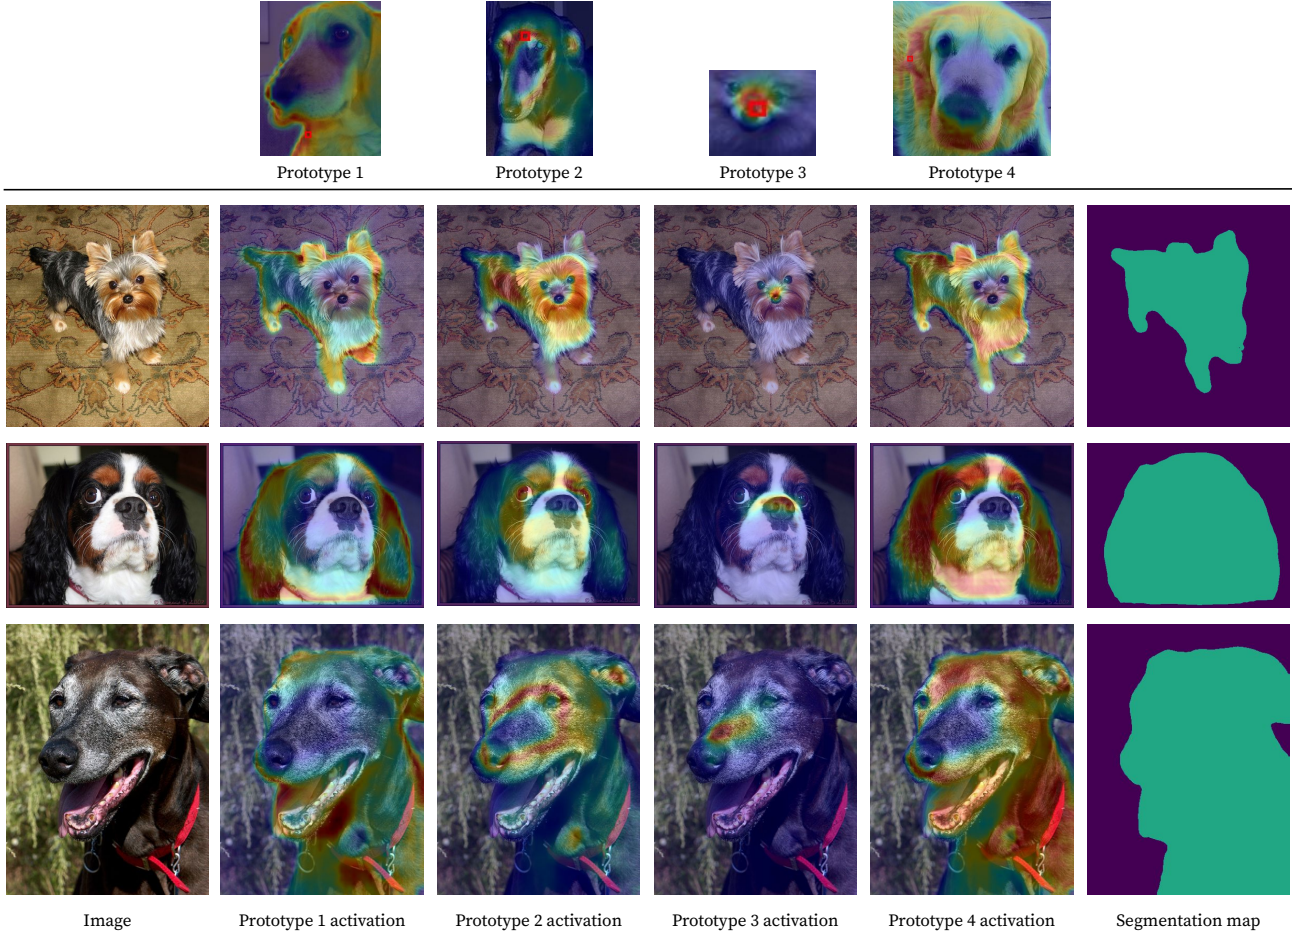 Prototype 1
Prototype 2
Prototype 3
Prototype 4
Image
Prototype 1 activation
Prototype 2 activation
Prototype 3 activation
Prototype 4 activation
Segmentation map